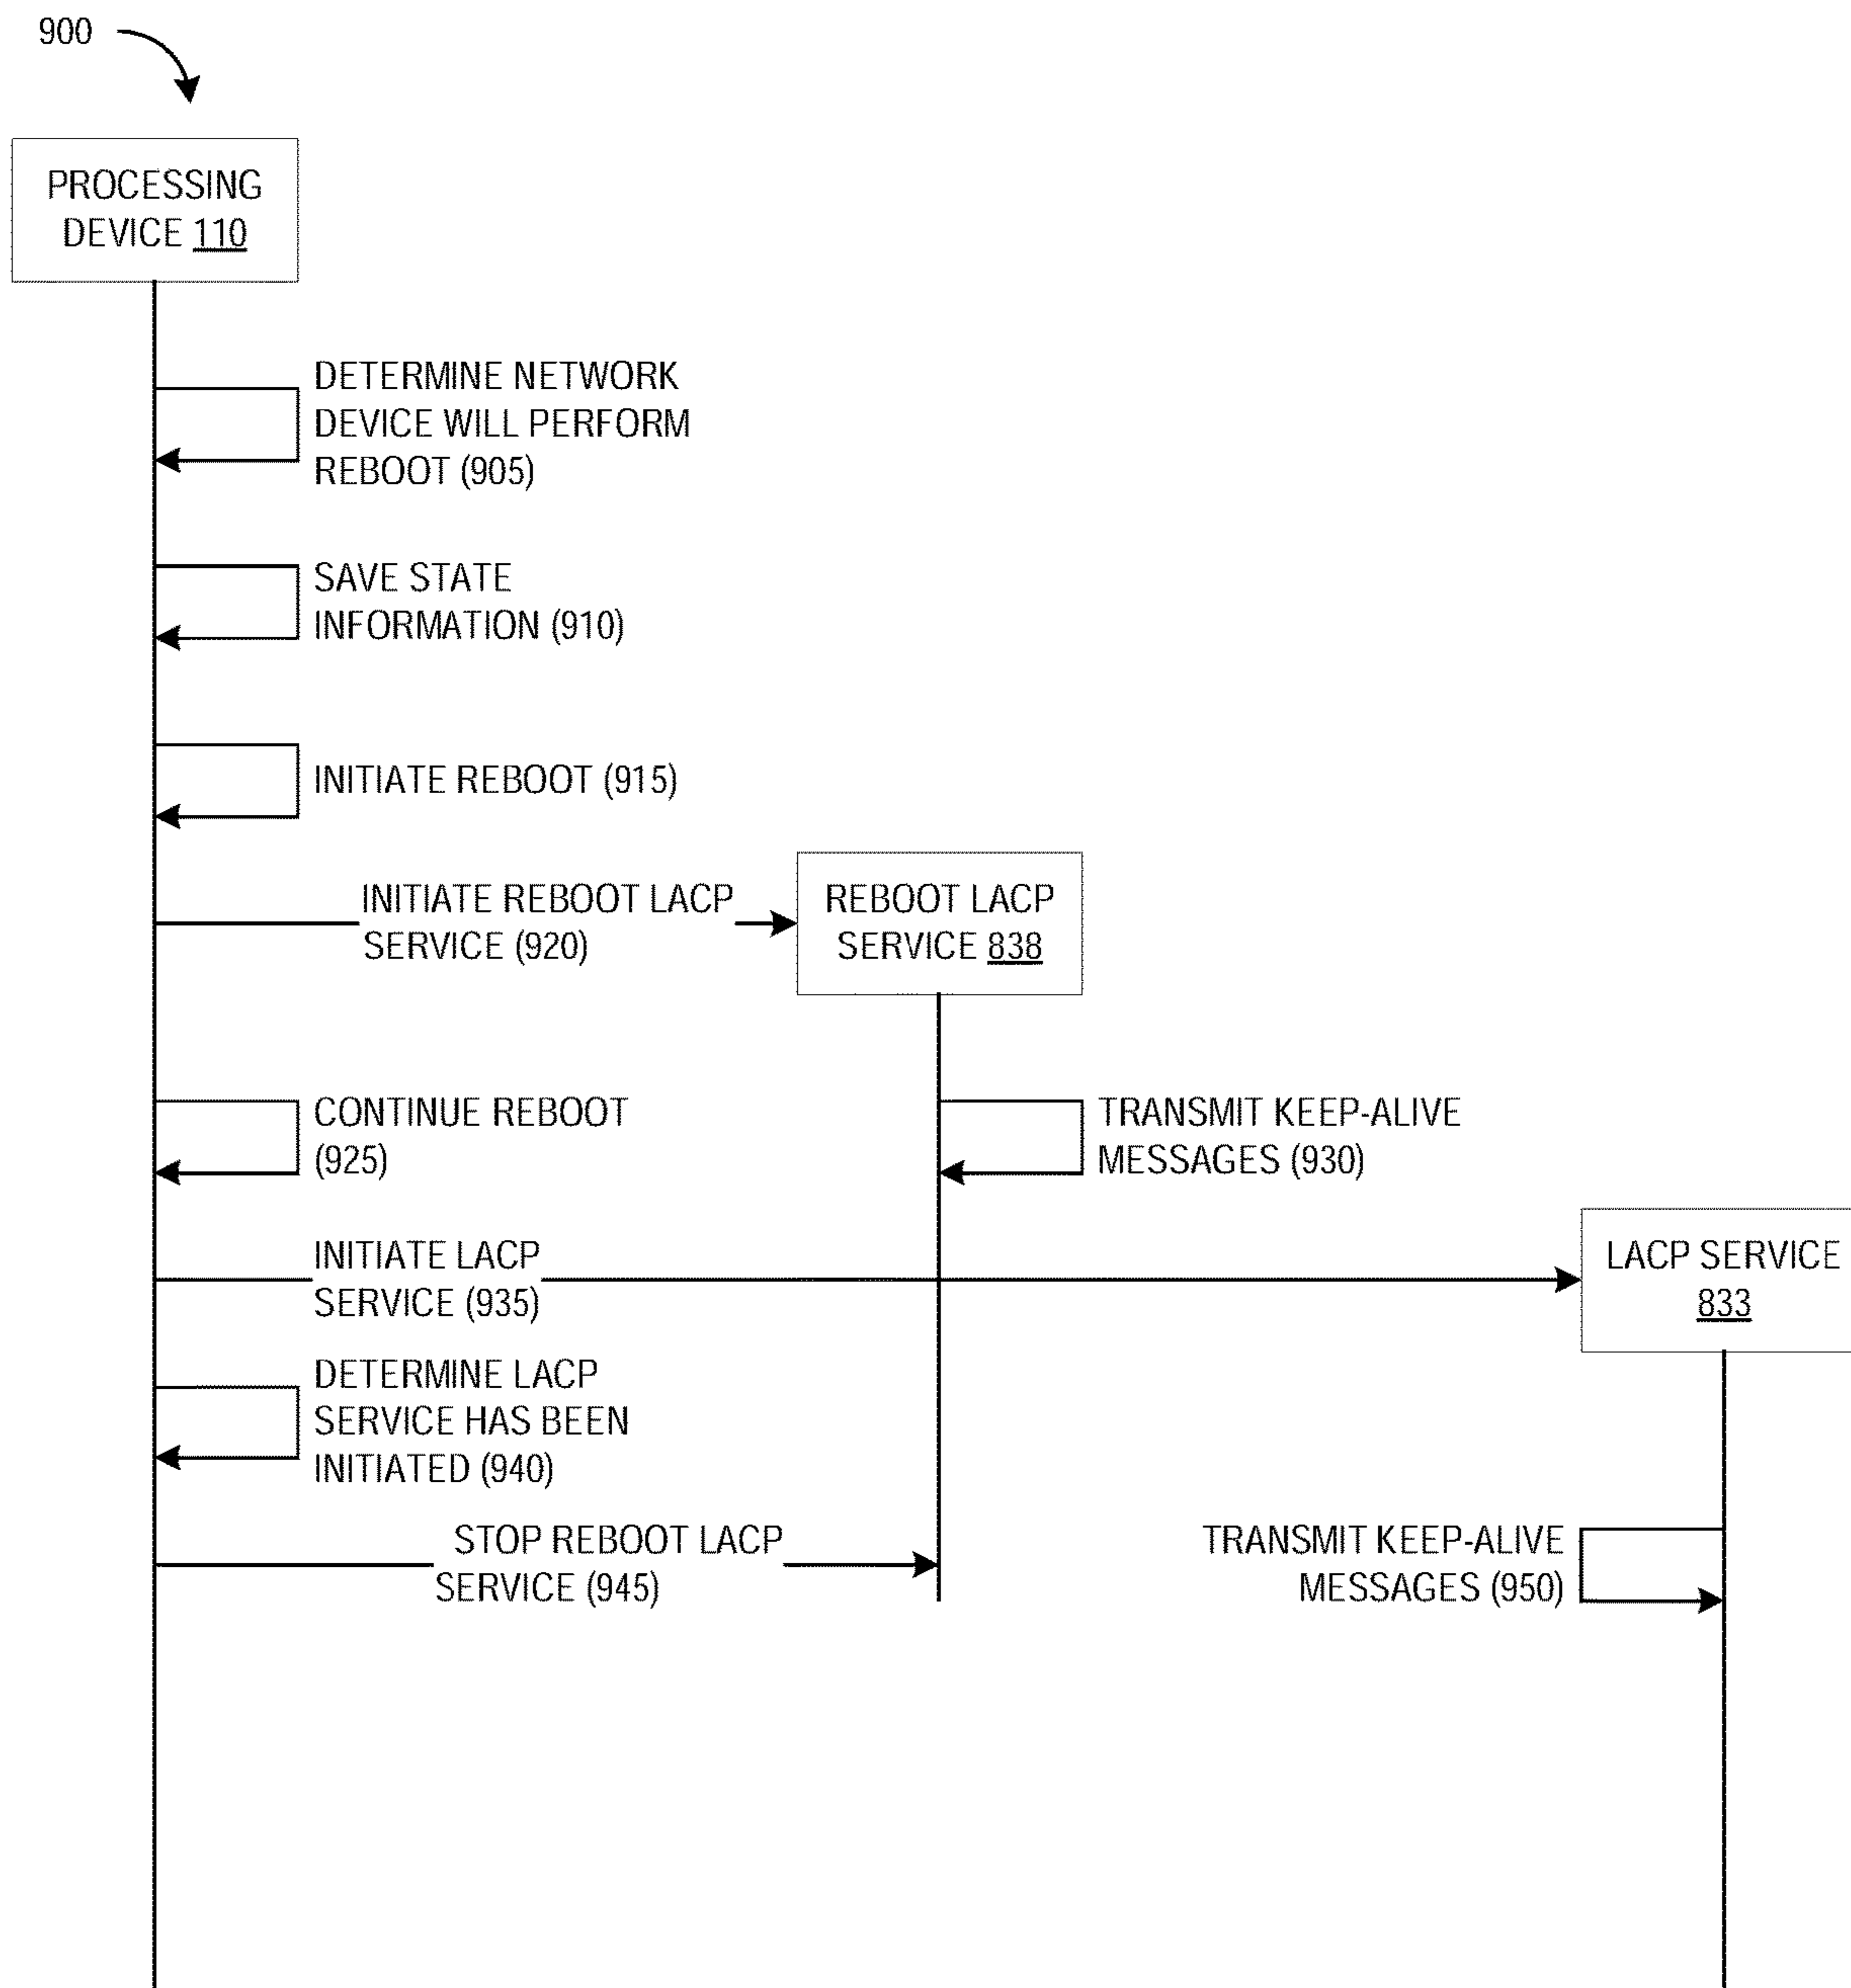 900
PROCESSING
DEVICE 110
DETERMINE NETWORK
DEVICE WILL PERFORM
REBOOT (905)
SAVE STATE
INFORMATION (910)
INITIATE REBOOT (915)
INITIATE REBOOT LACP
SERVICE (920)
REBOOT LACP
SERVICE 838
CONTINUE REBOOT
(925)
TRANSMIT KEEP-ALIVE
MESSAGES (930)
INITIATE LACP
SERVICE (935)
LACP SERVICE
833
DETERMINE LACP
SERVICE HAS BEEN
INITIATED (940)
STOP REBOOT LACP
SERVICE (945)
TRANSMIT KEEP-ALIVE
MESSAGES (950)